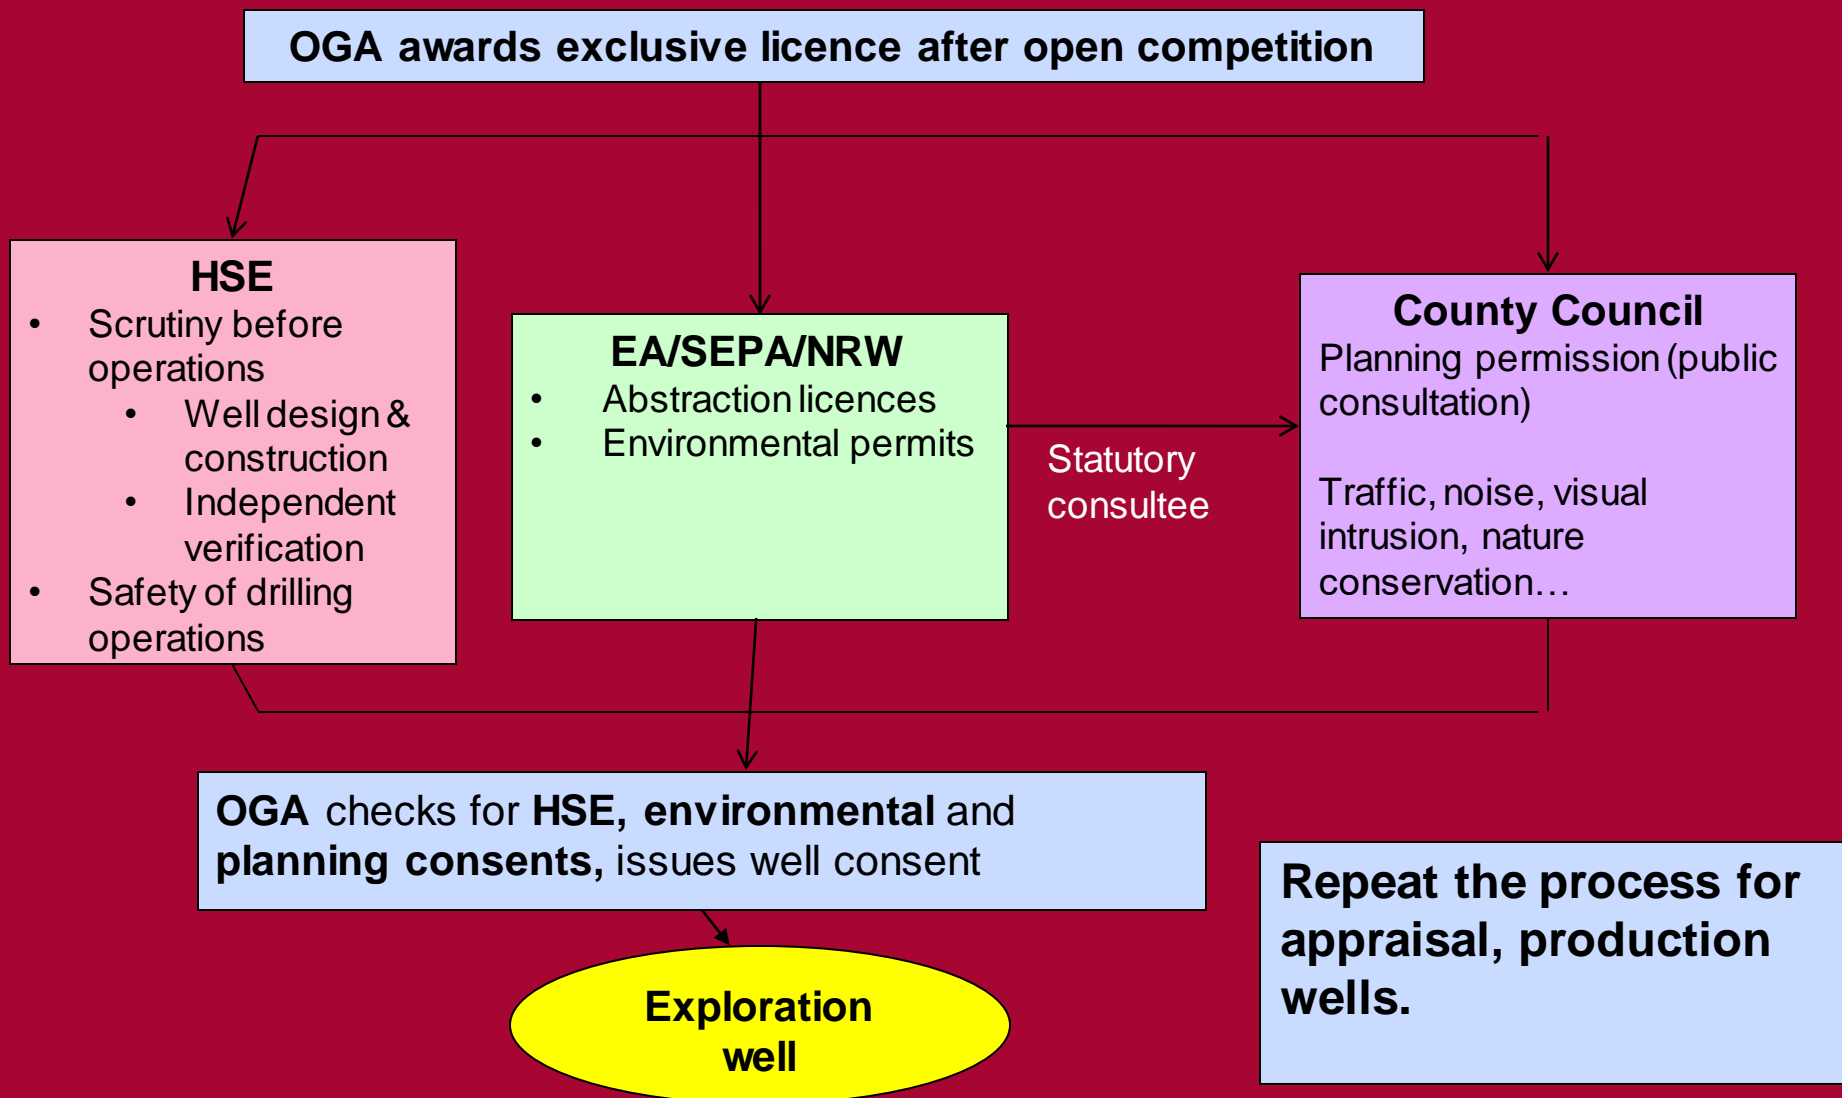 OGA awards exclusive licence after open competition
HSE
• Scrutiny before
operations
• Well design &
construction
• Independent
verification
• Safety of drilling
operations
EA/SEPA/NRW
• Abstraction licences
• Environmental permits
Statutory
consultee
County Council
Planning permission (public
consultation)
Traffic, noise, visual
intrusion, nature
conservation…
OGA checks for HSE, environmental and
planning consents, issues well consent
Exploration
well
Repeat the process for
appraisal, production
wells.